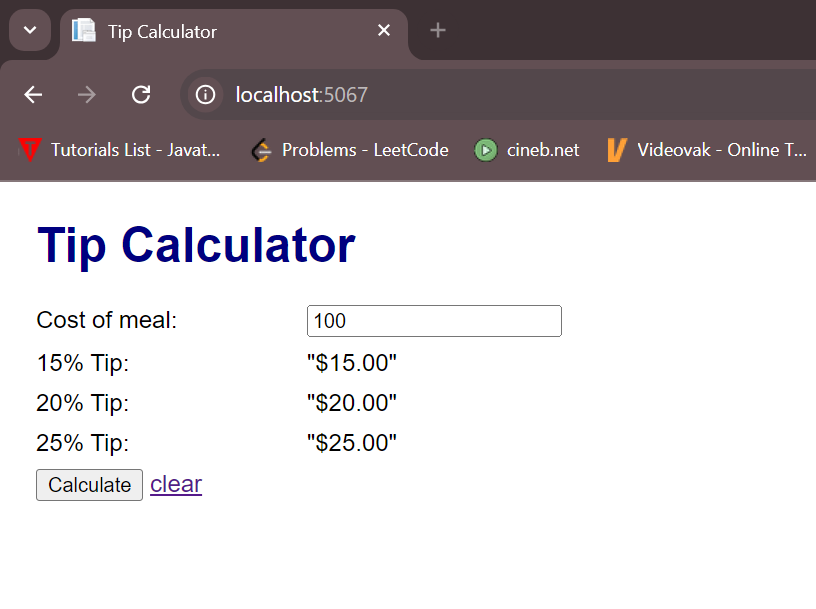 Tip Calculator
localhost:5067
Tutorials List - Javat... Problems - LeetCode cineb.net Videovak - Online T...
Tip Calculator
Cost of meal: 100
15% Tip: "$15.00"
20% Tip: "$20.00"
25% Tip: "$25.00"
Calculate clear